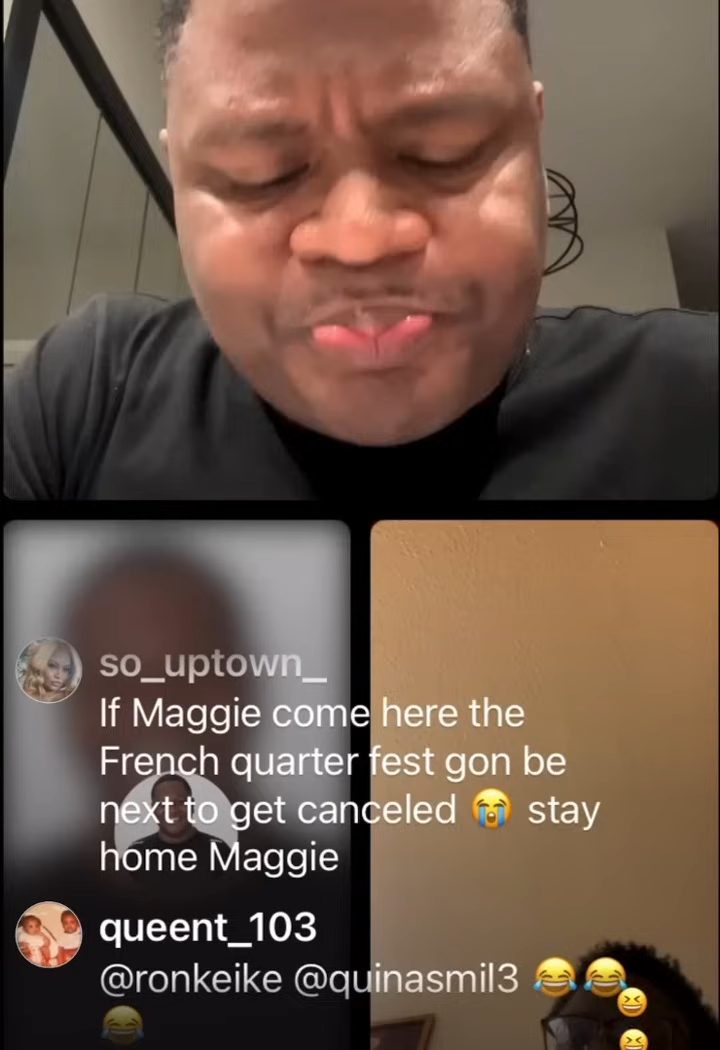 so_uptown_
If Maggie come here the
French quarter fest gon be
next to get canceled 😭 stay
home Maggie
queent_103
@ronkeike @quinasmil3 😂😂
😂